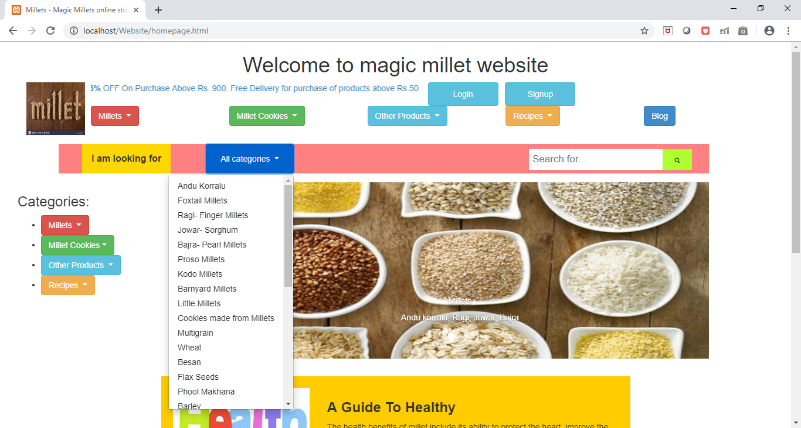 Millets - Magic Millets online sto
localhost/Website/homepage.html
Welcome to magic millet website
millet
5% OFF On Purchase Above Rs. 900. Free Delivery for purchase of products above Rs.50
Login
Signup
Millets
Millet Cookies
Other Products
Recipes
Blog
I am looking for
All categories
Search for
Categories:
Millets
Millet Cookies
Other Products
Recipes
Andu Korralu
Foxtail Millets
Ragi- Finger Millets
Jowar- Sorghum
Bajra- Pearl Millets
Proso Millets
Kodo Millets
Barnyard Millets
Little Millets
Cookies made from Millets
Multigrain
Wheat
Besan
Flax Seeds
Phool Makhana
Barley
Millets
Andu korralu, Ragi, Jowar, Bajra
A Guide To Healthy
The health benefits of millet include its ability to protect the heart, improve the